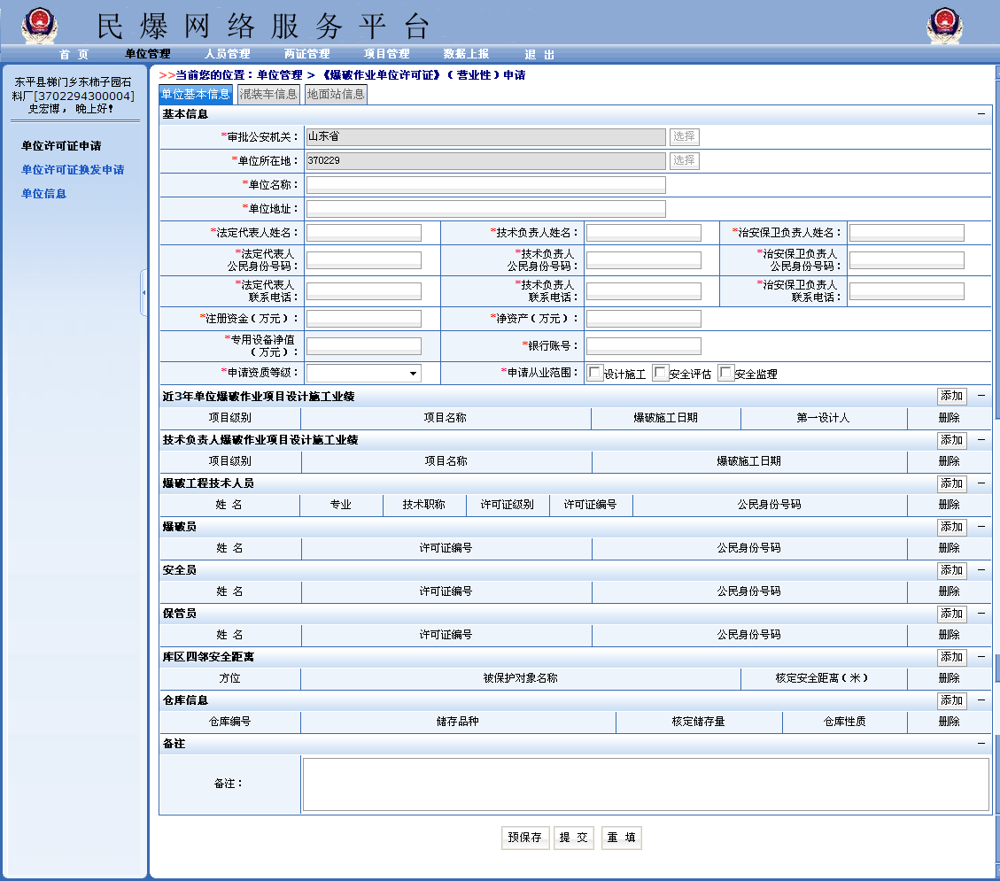 民爆网络服务平台
首 页 单位管理 人员管理 两证管理 项目管理 数据上报 退 出
东平县梯门乡东柿子园石
料厂[3702294300004]
史宏博， 晚上好！
单位许可证申请
单位许可证换发申请
单位信息
>>当前您的位置：单位管理 > 《爆破作业单位许可证》（营业性）申请
单位基本信息 混装车信息 地面站信息
基本信息 －
*审批公安机关： 山东省 选择
*单位所在地： 370229 选择
*单位名称：
*单位地址：
*法定代表人姓名： *技术负责人姓名： *治安保卫负责人姓名：
*法定代表人 *技术负责人 *治安保卫负责人
公民身份号码： 公民身份号码： 公民身份号码：
*法定代表人 *技术负责人 *治安保卫负责人
联系电话： 联系电话： 联系电话：
*注册资金（万元）： *净资产（万元）：
*专用设备净值
（万元）： *银行账号：
*申请资质等级： *申请从业范围： 设计施工 安全评估 安全监理
近3年单位爆破作业项目设计施工业绩 添加 －
项目级别 项目名称 爆破施工日期 第一设计人 删除
技术负责人爆破作业项目设计施工业绩 添加 －
项目级别 项目名称 爆破施工日期 删除
爆破工程技术人员 添加 －
姓 名 专业 技术职称 许可证级别 许可证编号 公民身份号码 删除
爆破员 添加 －
姓 名 许可证编号 公民身份号码 删除
安全员 添加 －
姓 名 许可证编号 公民身份号码 删除
保管员 添加 －
姓 名 许可证编号 公民身份号码 删除
库区四邻安全距离 添加 －
方位 被保护对象名称 核定安全距离（米） 删除
仓库信息 添加 －
仓库编号 储存品种 核定储存量 仓库性质 删除
备注 －
备注：
预保存 提 交 重 填